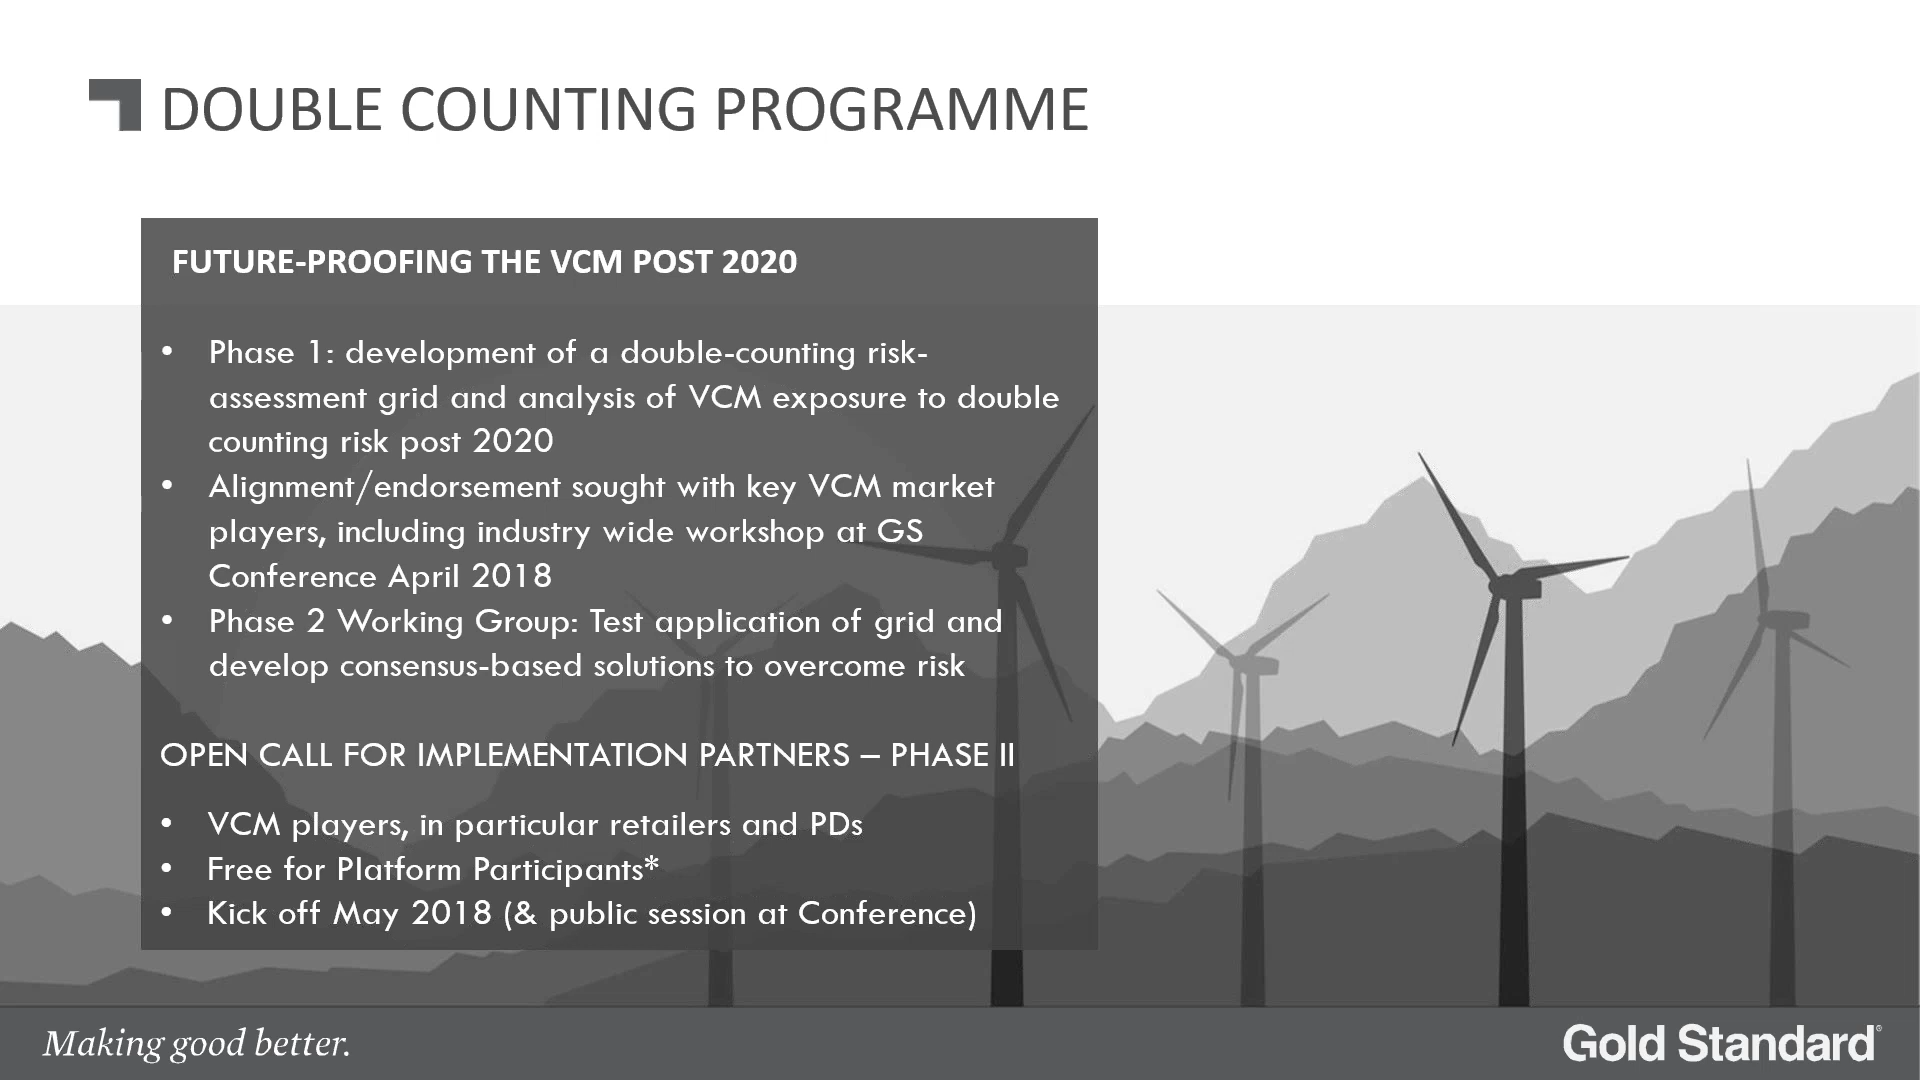 DOUBLE COUNTING PROGRAMME
FUTURE-PROOFING THE VCM POST 2020
• Phase 1: development of a double-counting risk-
assessment grid and analysis of VCM exposure to double
counting risk post 2020
• Alignment/endorsement sought with key VCM market
players, including industry wide workshop at GS
Conference April 2018
• Phase 2 Working Group: Test application of grid and
develop consensus-based solutions to overcome risk
OPEN CALL FOR IMPLEMENTATION PARTNERS – PHASE II
• VCM players, in particular retailers and PDs
• Free for Platform Participants*
• Kick off May 2018 (& public session at Conference)
Making good better.
Gold Standard®